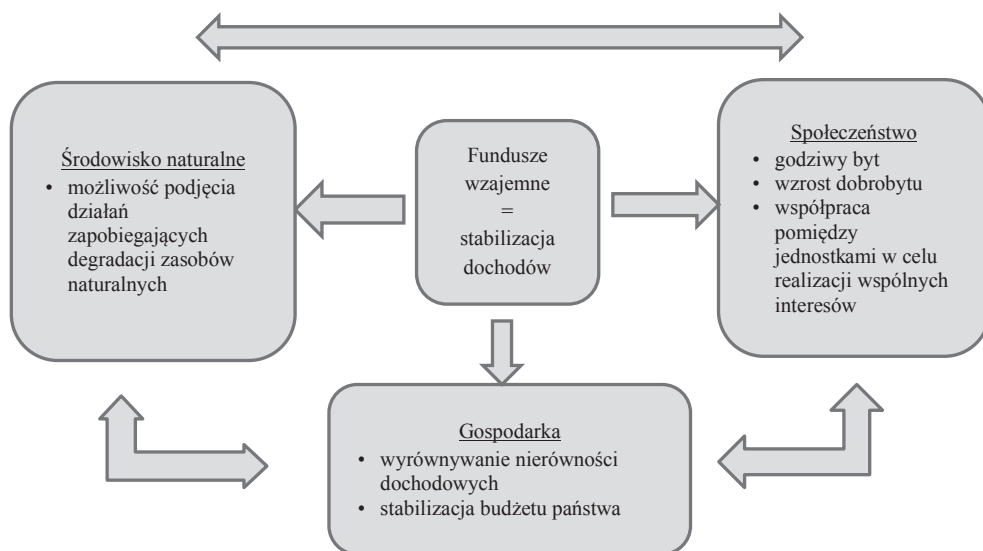 Środowisko naturalne
• możliwość podjęcia
działań
zapobiegających
degradacji zasobów
naturalnych
Fundusze
wzajemne
=
stabilizacja
dochodów
Społeczeństwo
• godziwy byt
• wzrost dobrobytu
• współpraca
pomiędzy
jednostkami w celu
realizacji wspólnych
interesów
Gospodarka
• wyrównywanie nierówności
dochodowych
• stabilizacja budżetu państwa